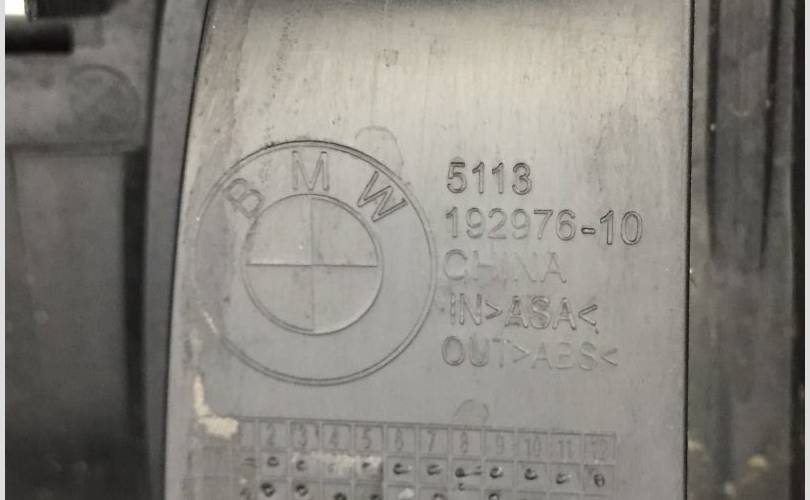 BMW
5113
192976-10
CHINA
IN>ASA<
OUT>ABS<
1 2 3 4 5 6 7 8 9 10 11 12